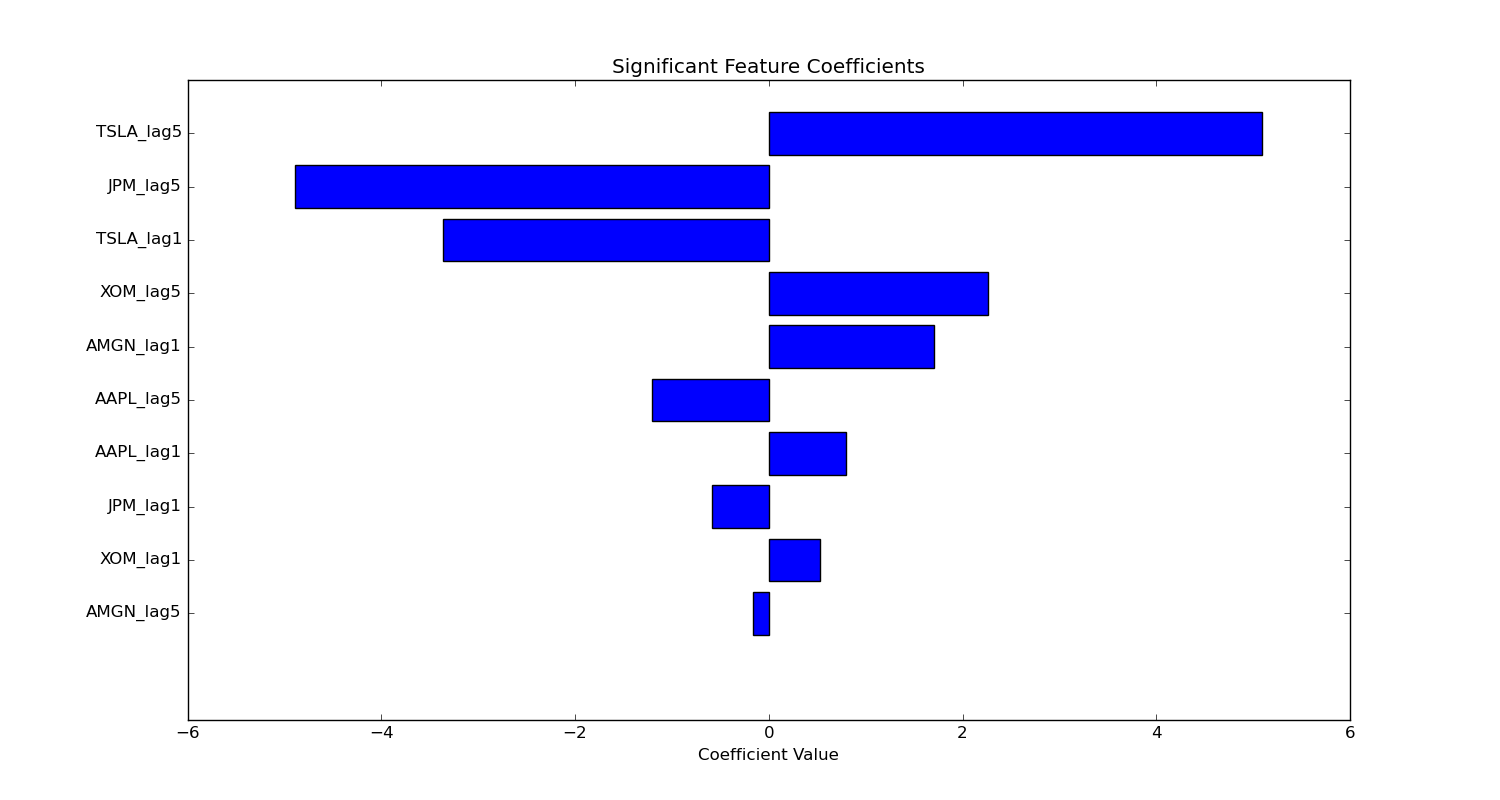 Significant Feature Coefficients
TSLA_lag5
JPM_lag5
TSLA_lag1
XOM_lag5
AMGN_lag1
AAPL_lag5
AAPL_lag1
JPM_lag1
XOM_lag1
AMGN_lag5
−6 −4 −2 0 2 4 6
Coefficient Value